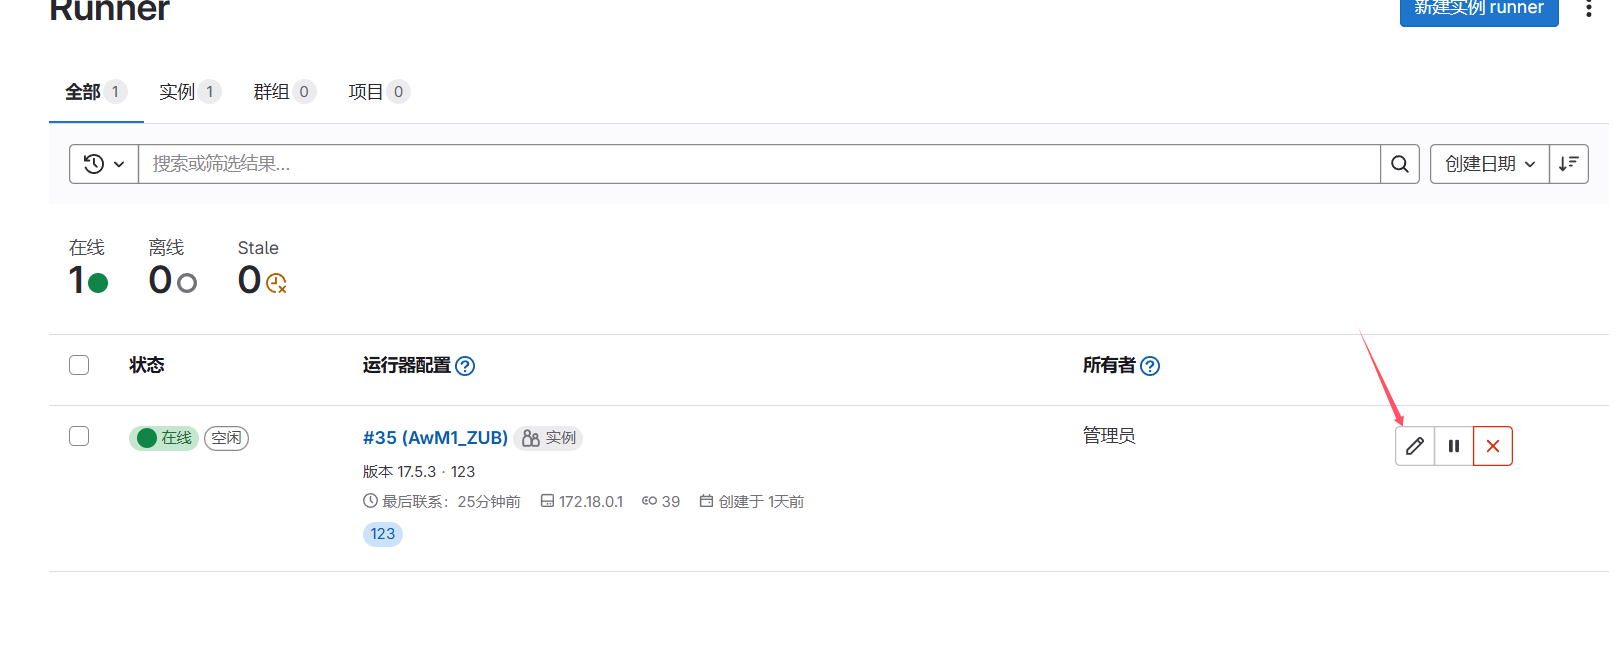 Runner
新建实例 runner
全部 1 实例 1 群组 0 项目 0
搜索或筛选结果...
创建日期
在线 离线 Stale
1 0 0
状态 运行器配置 所有者
在线 空闲 #35 (AwM1_ZUB) 实例 管理员
版本 17.5.3 · 123
最后联系：25分钟前 172.18.0.1 39 创建于 1天前
123